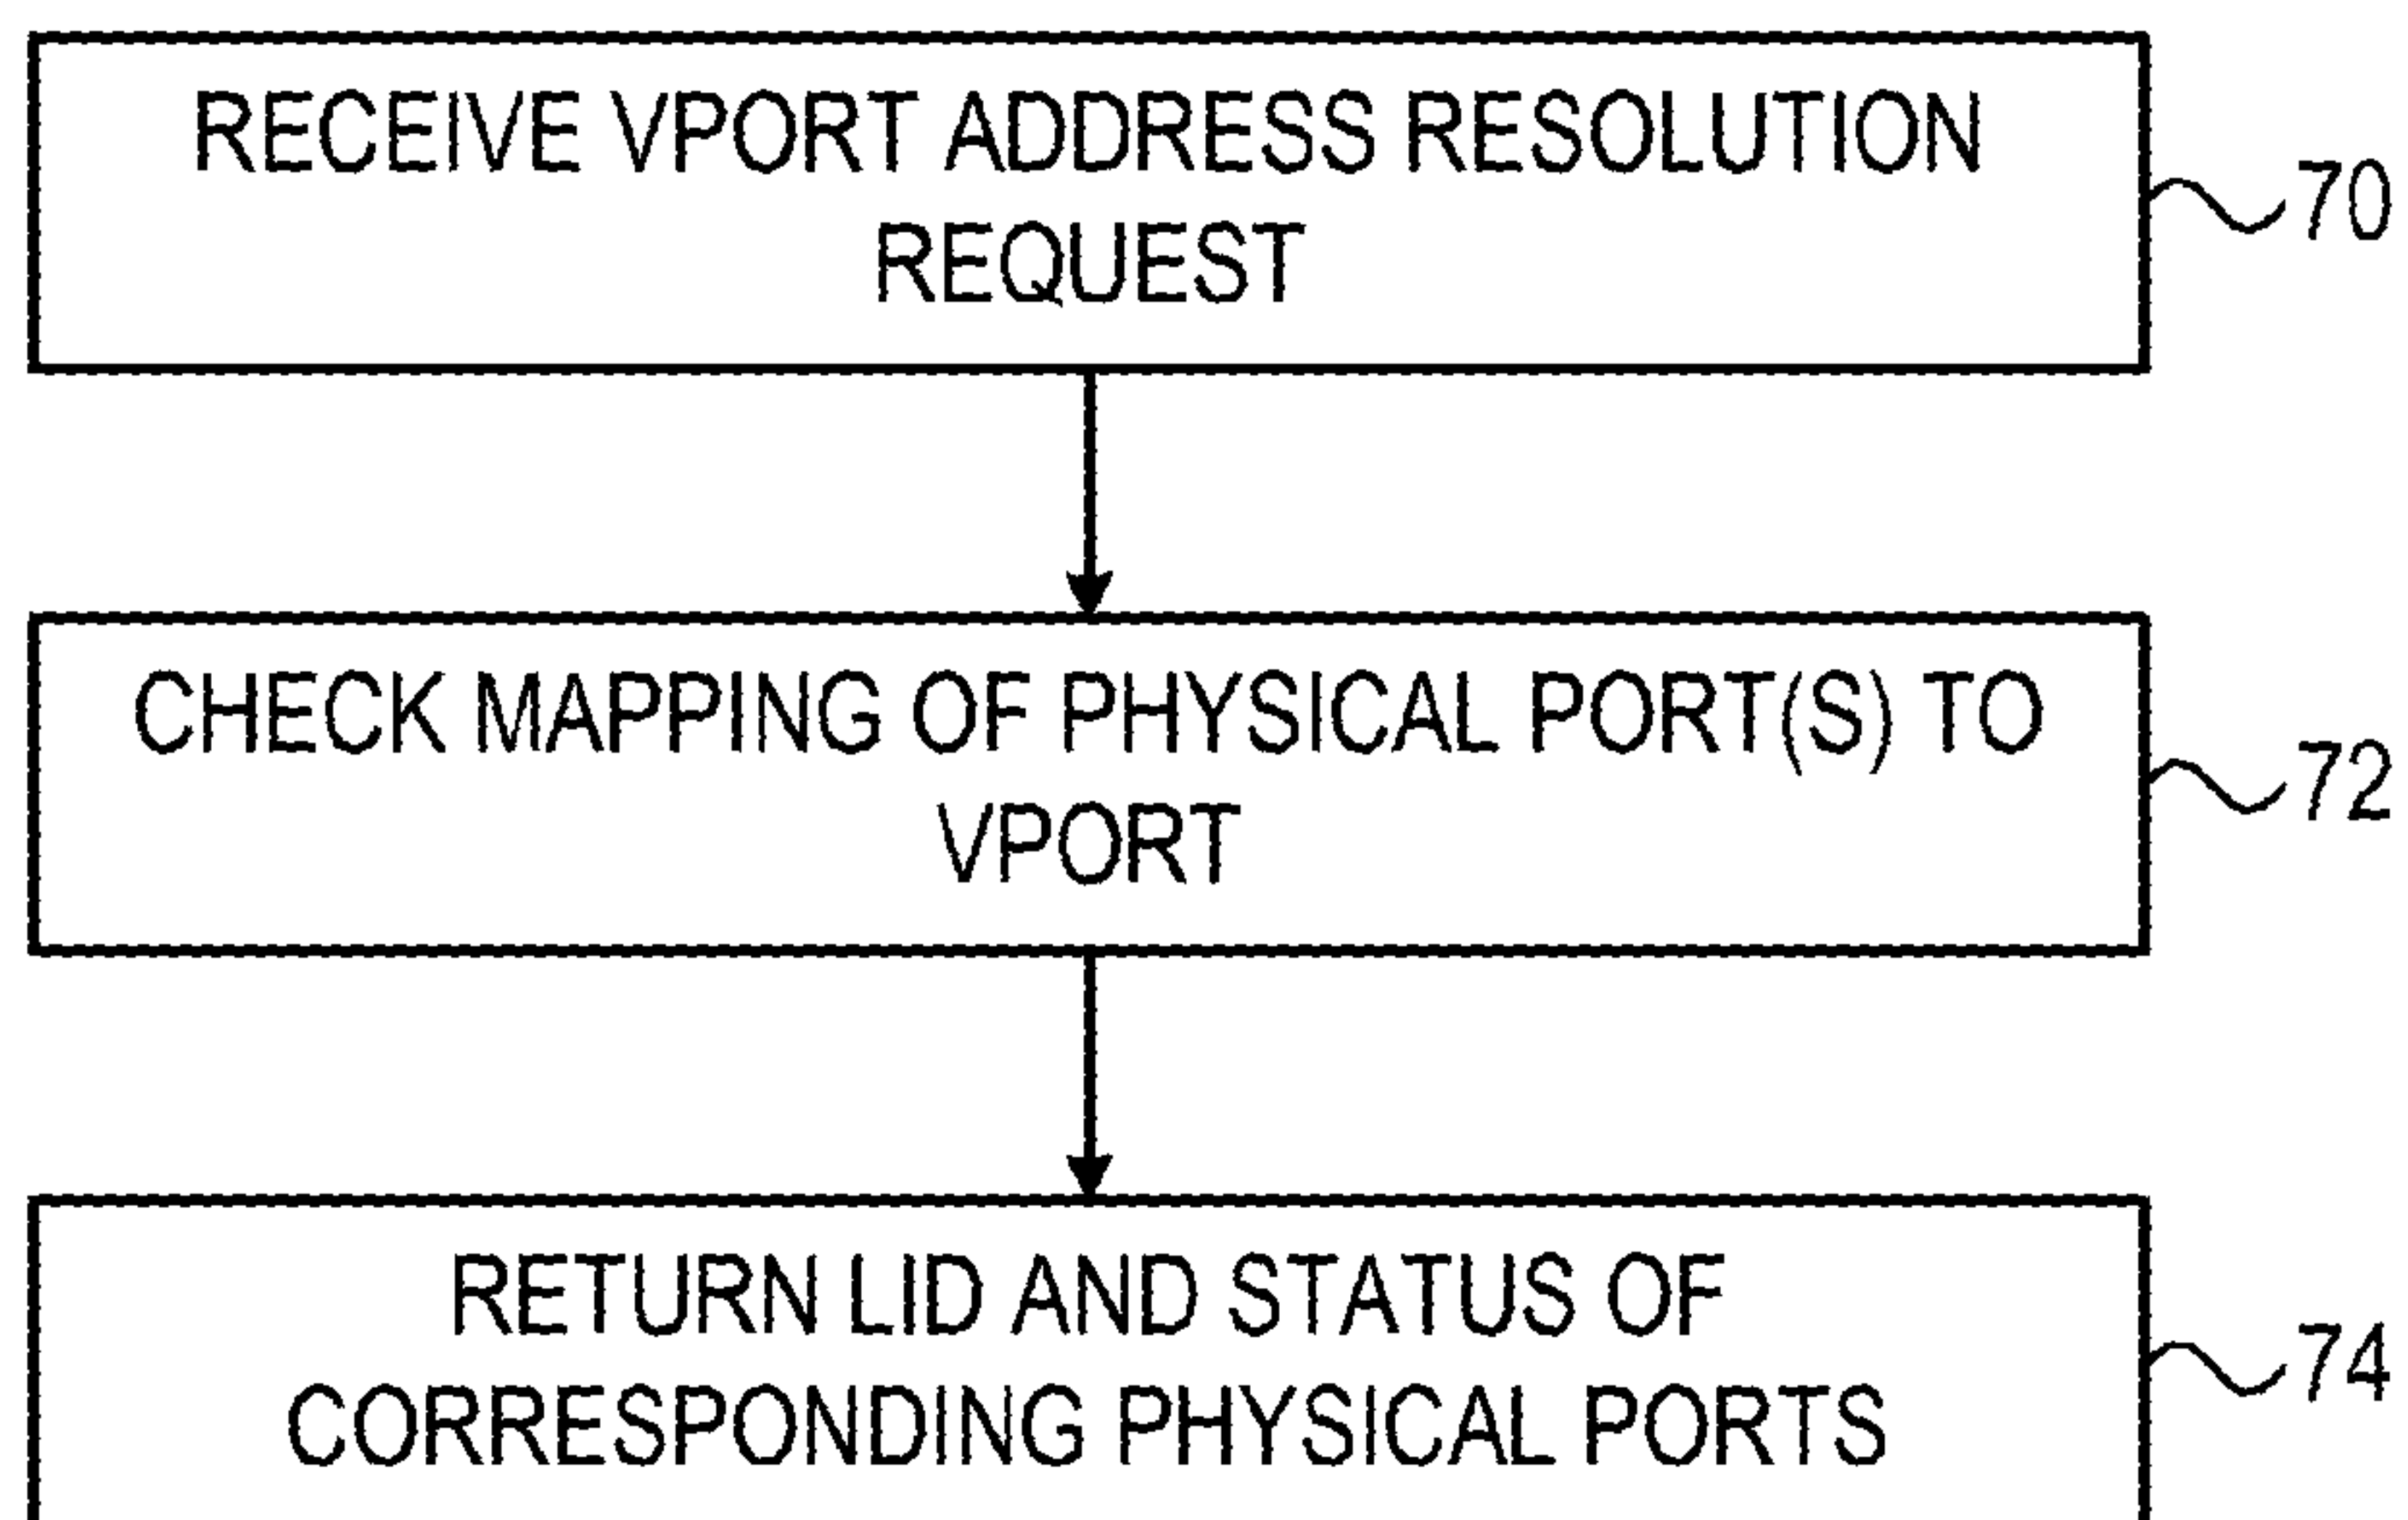 RECEIVE VPORT ADDRESS RESOLUTION
REQUEST
70
CHECK MAPPING OF PHYSICAL PORT(S) TO
VPORT
72
RETURN LID AND STATUS OF
CORRESPONDING PHYSICAL PORTS
74